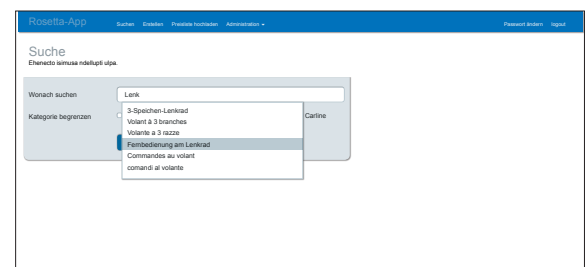 Rosetta-App Suchen Erstellen Preisliste hochladen Administration Passwort ändern logout
Suche
Ehenecto isimusa ndellupti ulpa.
Wonach suchen Lenk
3-Speichen-Lenkrad
Kategorie begrenzen Volant à 3 branches Carline
Volante a 3 razze
Fernbedienung am Lenkrad
Commandes au volant
comandi al volante